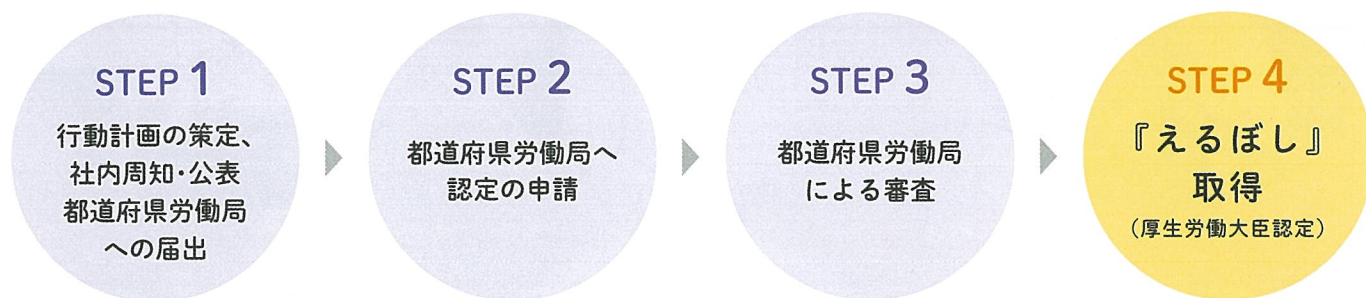 STEP 1
行動計画の策定、
社内周知・公表
都道府県労働局
への届出
STEP 2
都道府県労働局へ
認定の申請
STEP 3
都道府県労働局
による審査
STEP 4
『えるぼし』
取得
(厚生労働大臣認定)